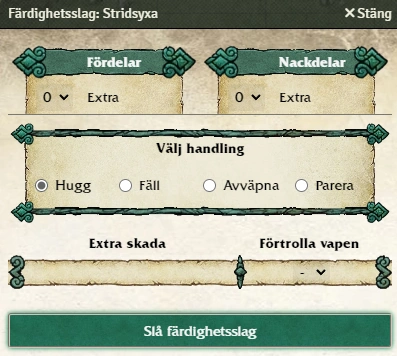 Färdighetsslag: Stridsyxa ✕Stäng
Fördelar Nackdelar
0 Extra 0 Extra
Välj handling
Hugg Fäll Avväpna Parera
Extra skada Förtrolla vapen
-
Slå färdighetsslag